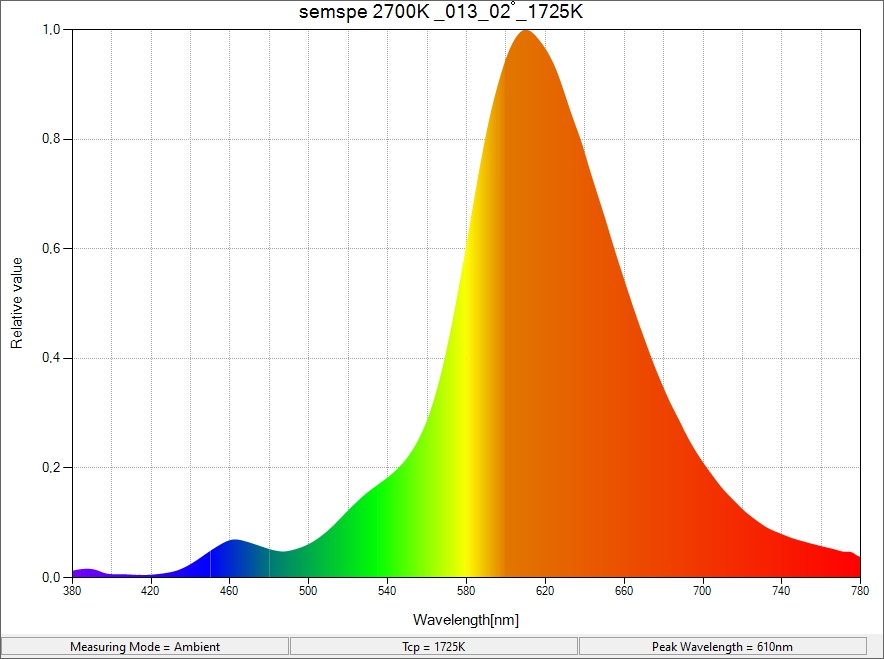 semspe 2700K _013_02°_1725K
1,0
0,8
0,6
0,4
0,2
0,0
Relative value
380 420 460 500 540 580 620 660 700 740 780
Wavelength[nm]
Measuring Mode = Ambient Tcp = 1725K Peak Wavelength = 610nm